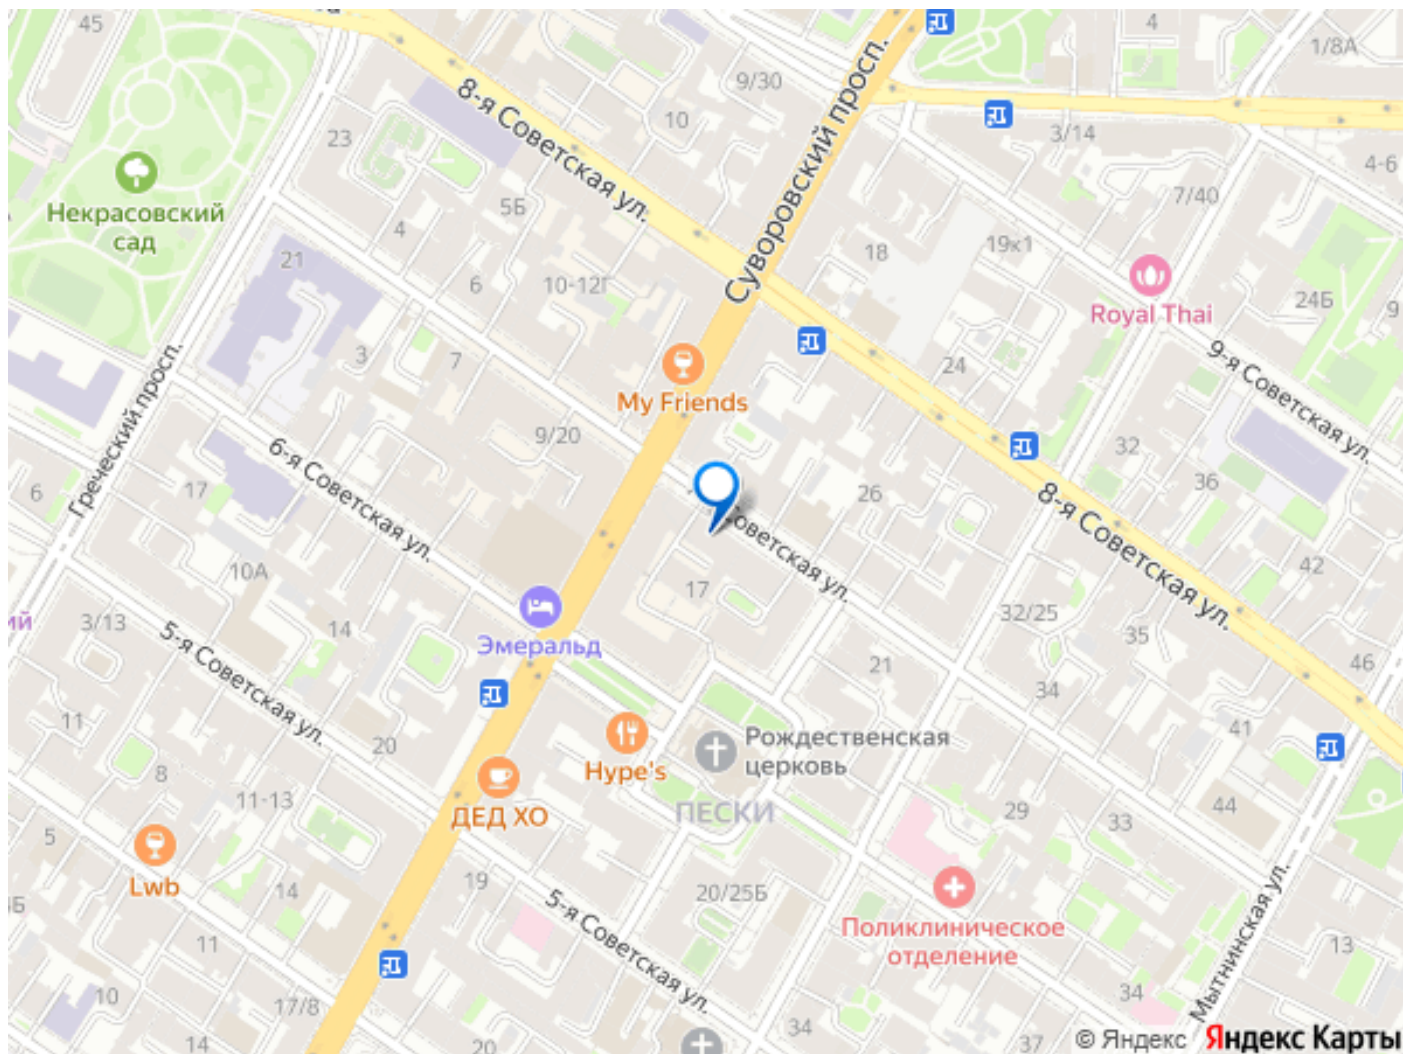 45
9/30
4
1/8А
8-я Советская ул.
Суворовский просп.
10
23
3/14
4-6
Некрасовский
сад
7/40
5Б
4
18
19к1
21
6
10-12Г
Royal Thai
24Б
9
3
7
My Friends
24
9-я Советская ул.
Греческий просп.
9/20
32
6
17
6-я Советская ул.
26
36
8-я Советская ул.
Советская ул.
10А
17
42
3/13
14
Эмеральд
32/25
35
5-я Советская ул.
21
46
34
11
20
41
Рождественская
церковь
Hype's
8
11-13
ДЕД ХО
ПЕСКИ
29
33
44
5
Lwb
14
19
20/25Б
5-я Советская ул.
Поликлиническое
отделение
Мытнинская ул.
11
13
10
17/8
34
34
14
20
37
© Яндекс Яндекс Карты